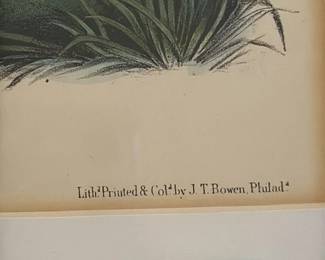 Lith.ᵈ Printed & Col.ᵈ by J. T. Bowen, Philad.ᵃ